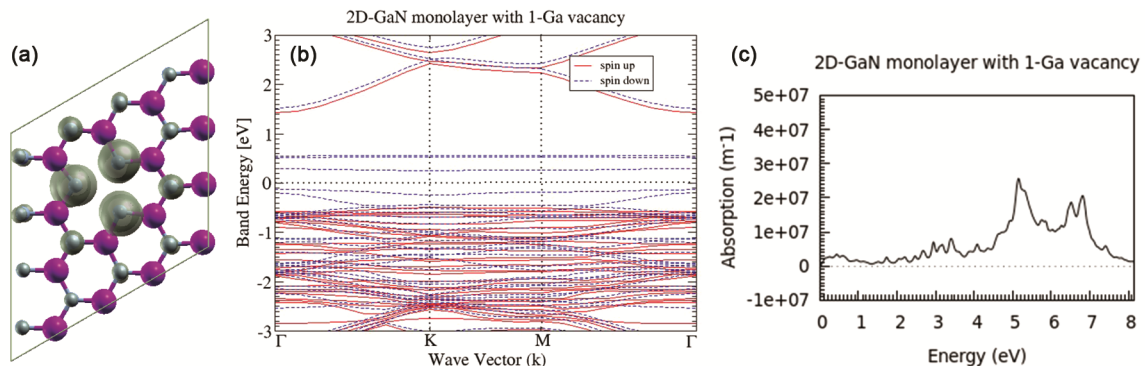 (a)
2D-GaN monolayer with 1-Ga vacancy
(b)
spin up
spin down
Band Energy [eV]
3
2
1
0
-1
-2
-3
Γ K M Γ
Wave Vector (k)
(c)
2D-GaN monolayer with 1-Ga vacancy
Absorption (m-1)
5e+07
4e+07
3e+07
2e+07
1e+07
0
-1e+07
0 1 2 3 4 5 6 7 8
Energy (eV)